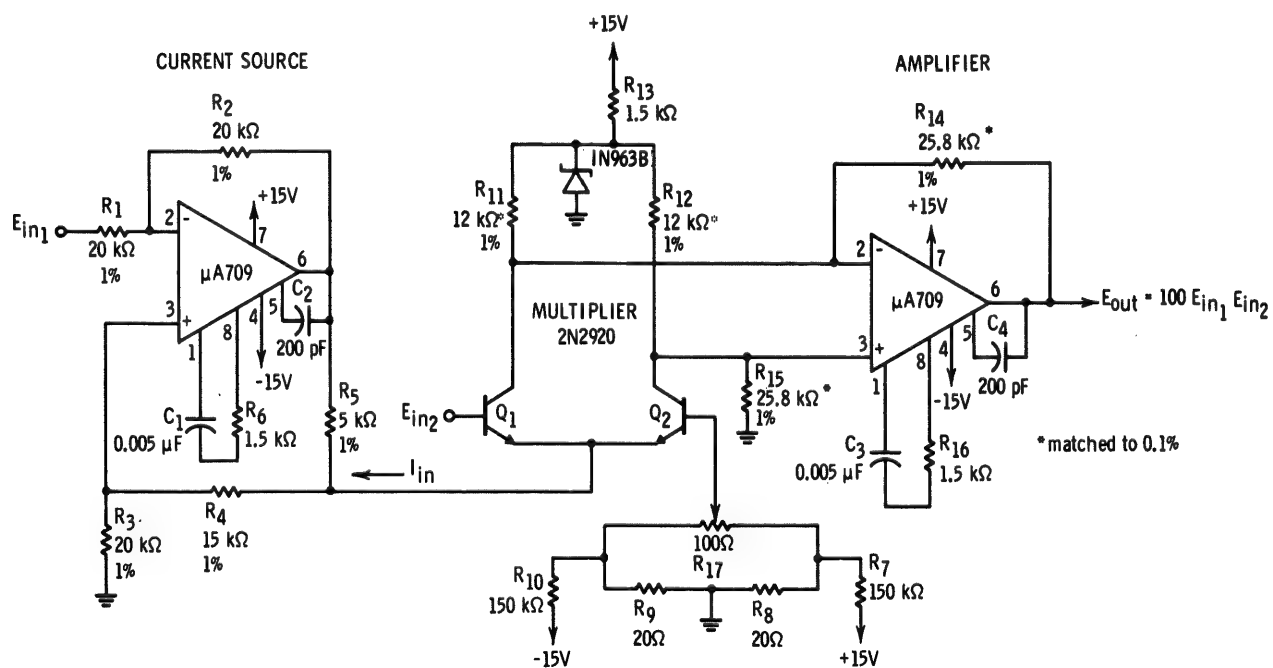 +15V
CURRENT SOURCE
AMPLIFIER
R13
1.5 kΩ
R2
20 kΩ
1%
R14
25.8 kΩ*
1%
1N963B
+15V
+15V
R11
12 kΩ*
1%
R12
12 kΩ*
1%
Ein1
R1
20 kΩ
1%
2
-
7
μA709
6
3
+
1
8
4
5
C2
200 pF
-15V
2
-
7
μA709
6
Eout = 100 Ein1 Ein2
3
+
1
8
4
5
C4
200 pF
-15V
MULTIPLIER
2N2920
R15
25.8 kΩ*
1%
R5
5 kΩ
1%
Ein2
Q1
Q2
C1
0.005 μF
R6
1.5 kΩ
C3
0.005 μF
R16
1.5 kΩ
*matched to 0.1%
Iin
R3
20 kΩ
1%
R4
15 kΩ
1%
100Ω
R17
R10
150 kΩ
R7
150 kΩ
R9
20Ω
R8
20Ω
-15V
+15V